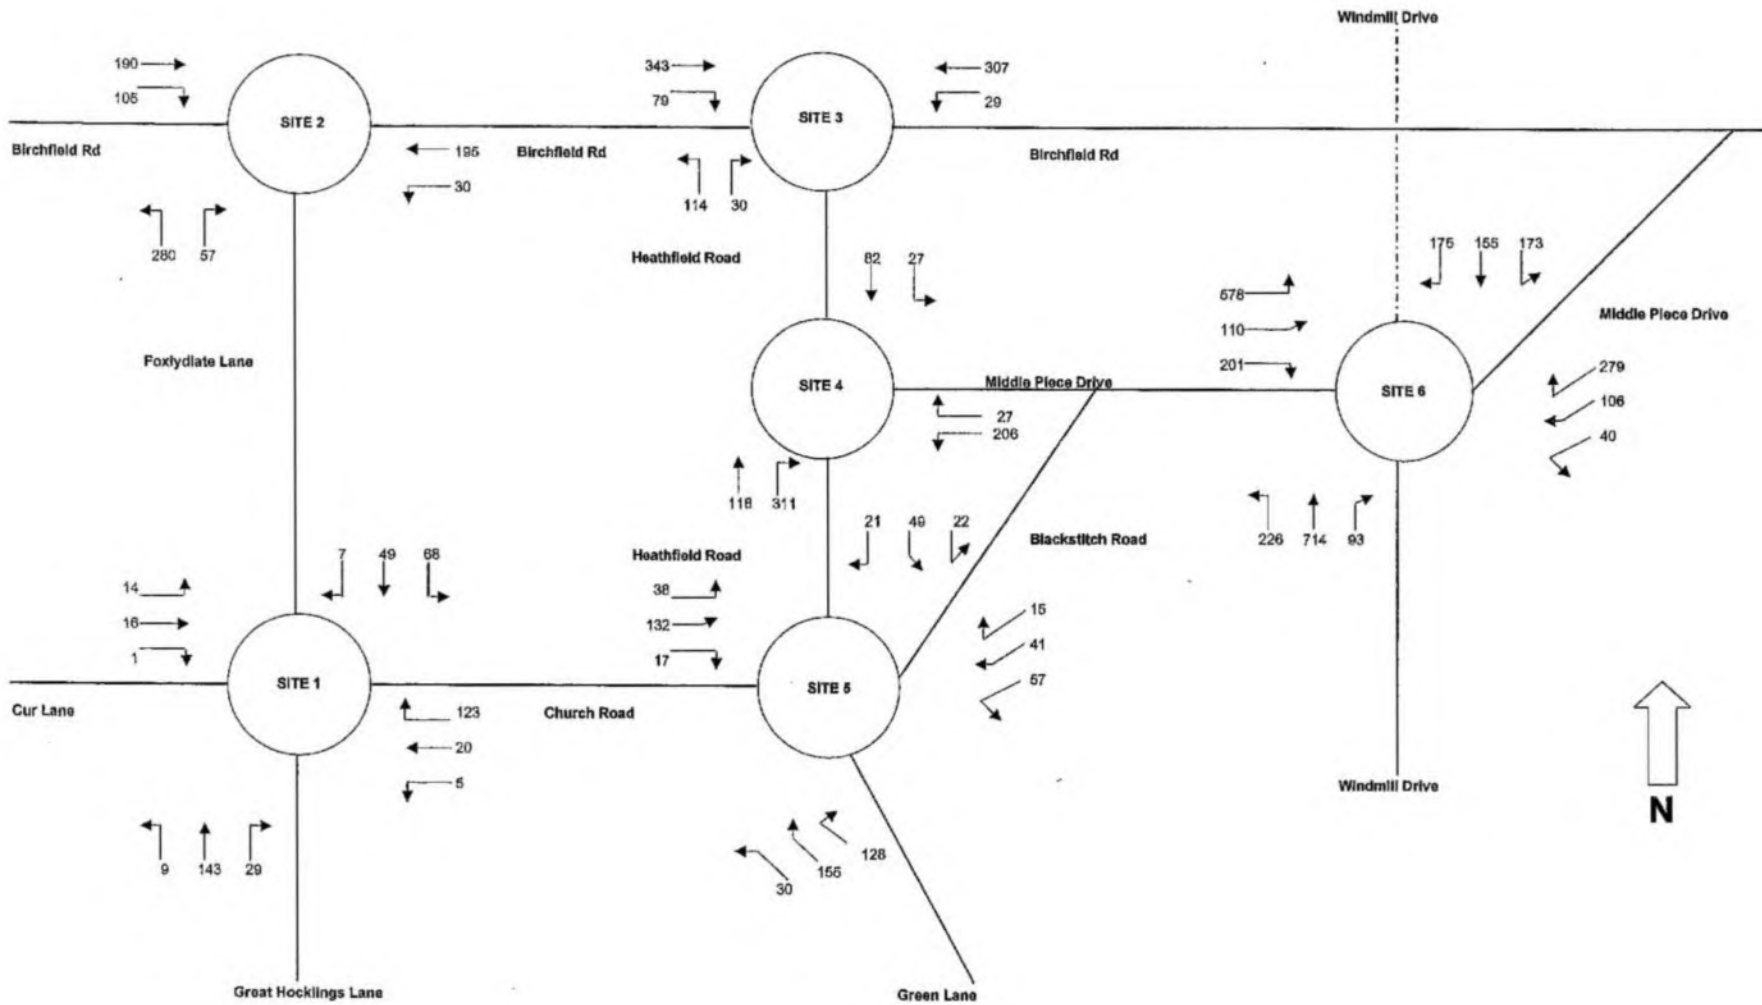 Windmill Drive
190
105
SITE 2
195
30
343
79
SITE 3
307
29
Birchfield Rd
Birchfield Rd
Birchfield Rd
280
57
114
30
Heathfield Road
82
27
175
155
173
Middle Piece Drive
578
110
201
Foxlydiate Lane
SITE 4
Middle Piece Drive
SITE 6
279
106
40
27
206
118
311
226
714
93
21
49
22
Blackstitch Road
Heathfield Road
7
49
68
14
16
1
38
132
17
15
41
57
SITE 1
SITE 5
Cur Lane
Church Road
123
20
5
Windmill Drive
N
9
143
29
30
156
128
Great Hocklings Lane
Green Lane